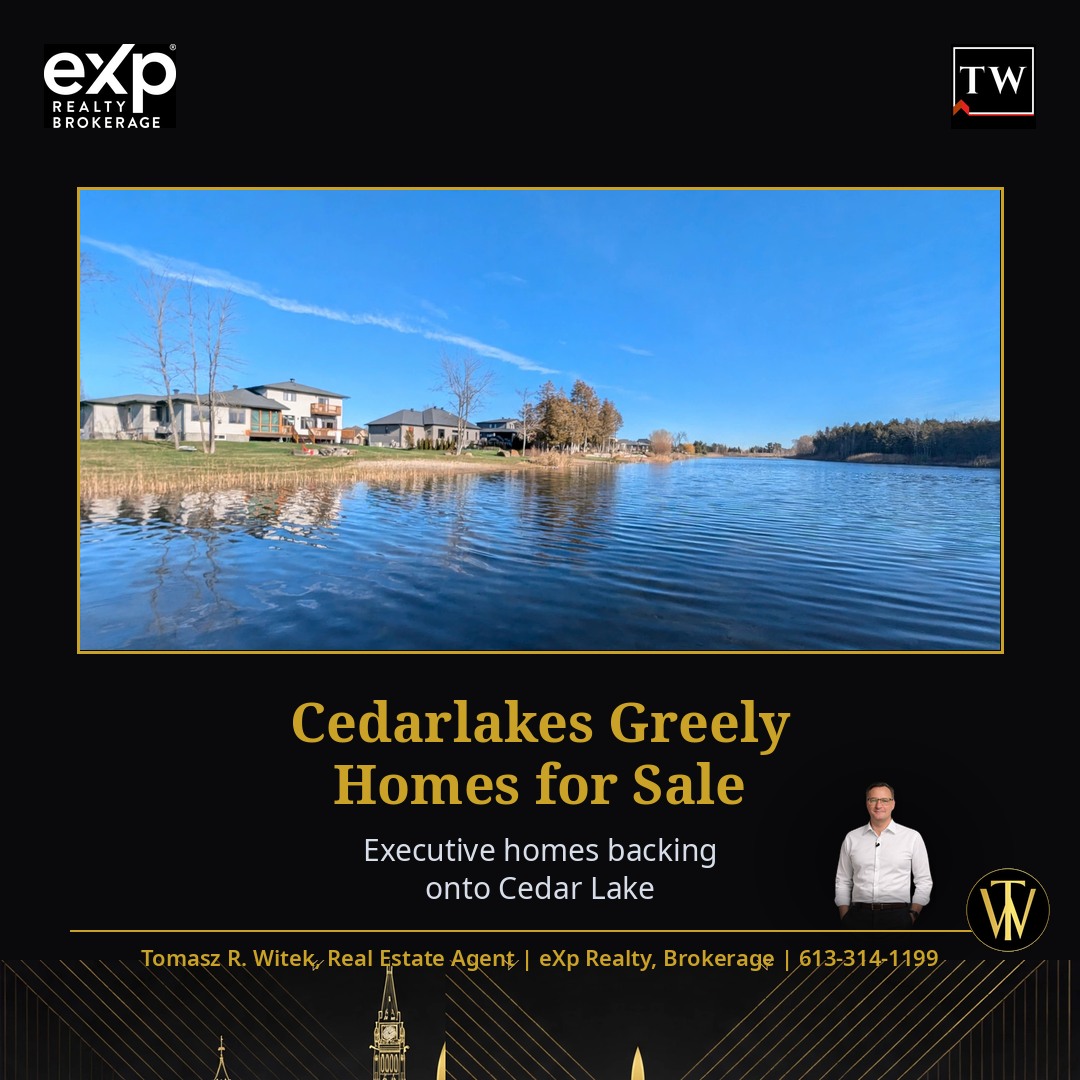 exp®
REALTY
BROKERAGE
TW
Cedarlakes Greely
Homes for Sale
Executive homes backing
onto Cedar Lake
TW
Tomasz R. Witek, Real Estate Agent | eXp Realty, Brokerage | 613-314-1199